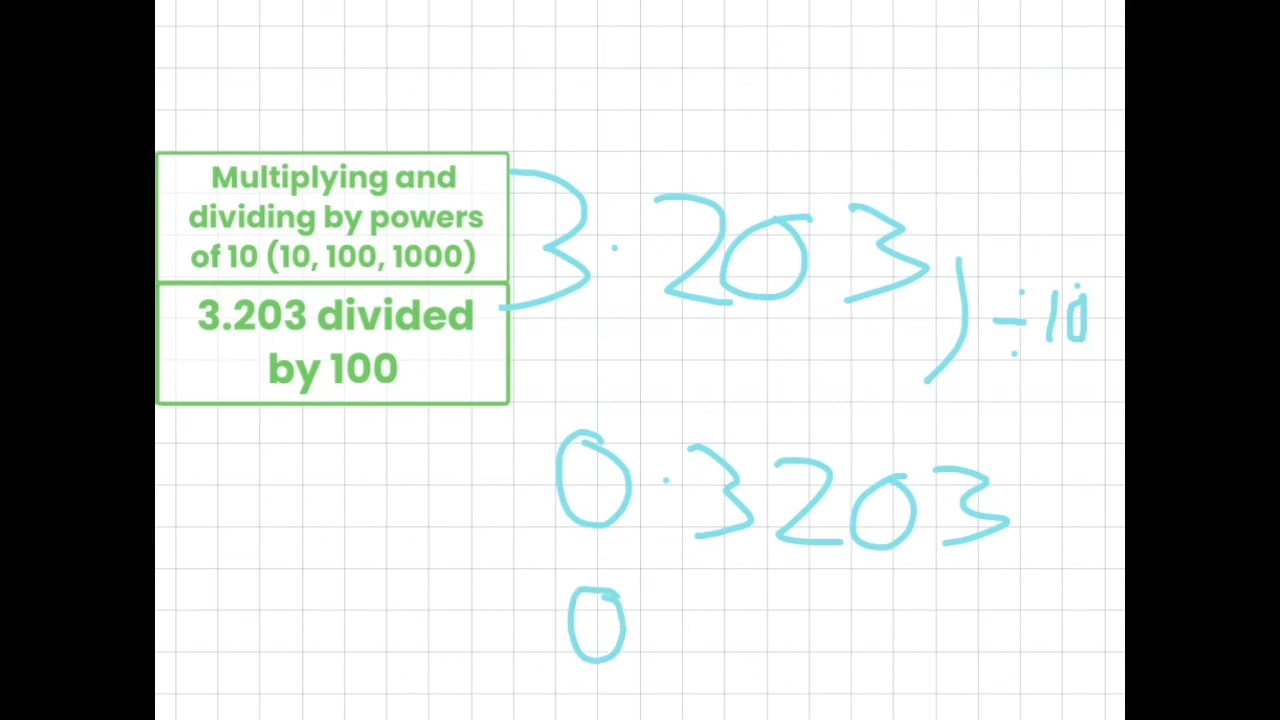 Multiplying and
dividing by powers
of 10 (10, 100, 1000)
3.203 divided
by 100
3.203
÷10
0.3203
0